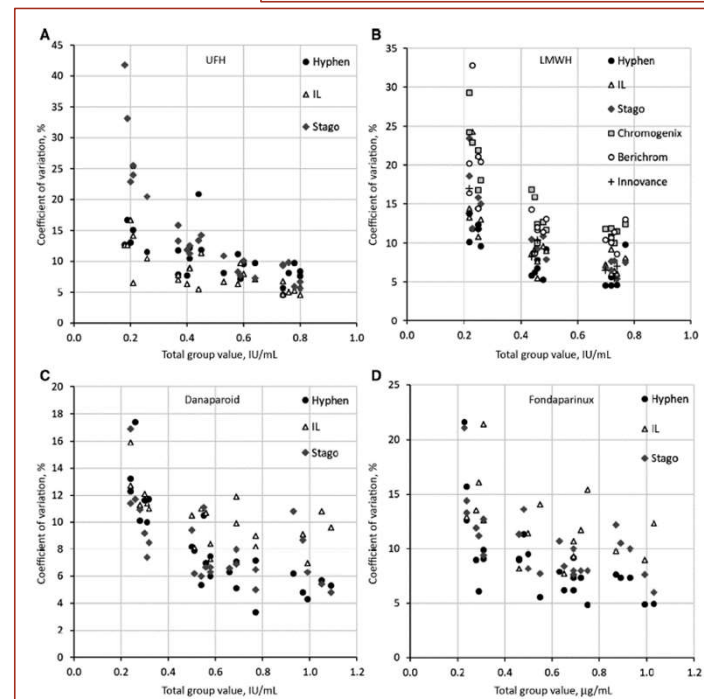 A
UFH
Hyphen
IL
Stago
Coefficient of variation, %
45
40
35
30
25
20
15
10
5
0
0.0 0.2 0.4 0.6 0.8 1.0
Total group value, IU/mL
B
LMWH
Hyphen
IL
Stago
Chromogenix
Berichrom
Innovance
Coefficient of variation, %
35
30
25
20
15
10
5
0
0.0 0.2 0.4 0.6 0.8 1.0
Total group value, IU/mL
C
Danaparoid
Hyphen
IL
Stago
Coefficient of variation, %
20
18
16
14
12
10
8
6
4
2
0
0.0 0.2 0.4 0.6 0.8 1.0 1.2
Total group value, IU/mL
D
Fondaparinux
Hyphen
IL
Stago
Coefficient of variation, %
25
20
15
10
5
0
0.0 0.2 0.4 0.6 0.8 1.0 1.2
Total group value, µg/mL